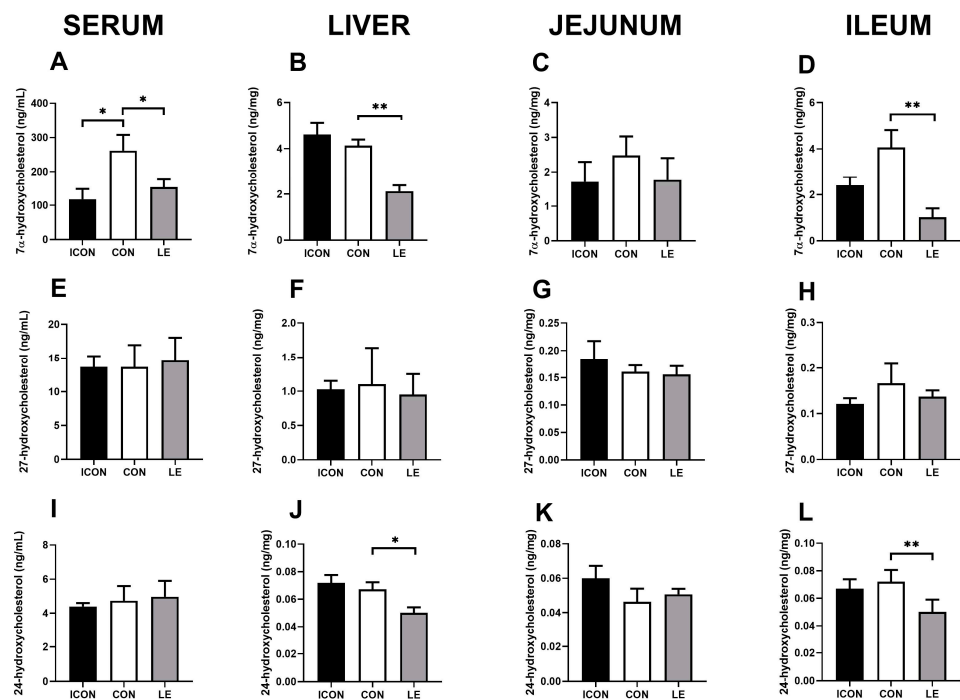 SERUM LIVER JEJUNUM ILEUM
A B C D
7α-hydroxycholesterol (ng/mL)
400
300
200
100
0
* *
ICON CON LE
7α-hydroxycholesterol (ng/mg)
6
4
2
0
**
ICON CON LE
7α-hydroxycholesterol (ng/mg)
4
3
2
1
0
ICON CON LE
7α-hydroxycholesterol (ng/mg)
6
4
2
0
**
ICON CON LE
E F G H
27-hydroxycholesterol (ng/mL)
20
15
10
5
0
ICON CON LE
27-hydroxycholesterol (ng/mg)
2.0
1.5
1.0
0.5
0.0
ICON CON LE
27-hydroxycholesterol (ng/mg)
0.25
0.20
0.15
0.10
0.05
0.00
ICON CON LE
27-hydroxycholesterol (ng/mg)
0.3
0.2
0.1
0.0
ICON CON LE
I J K L
24-hydroxycholesterol (ng/mL)
8
6
4
2
0
ICON CON LE
24-hydroxycholesterol (ng/mg)
0.10
0.08
0.06
0.04
0.02
0.00
*
ICON CON LE
24-hydroxycholesterol (ng/mg)
0.08
0.06
0.04
0.02
0.00
ICON CON LE
24-hydroxycholesterol (ng/mg)
0.10
0.08
0.06
0.04
0.02
0.00
**
ICON CON LE